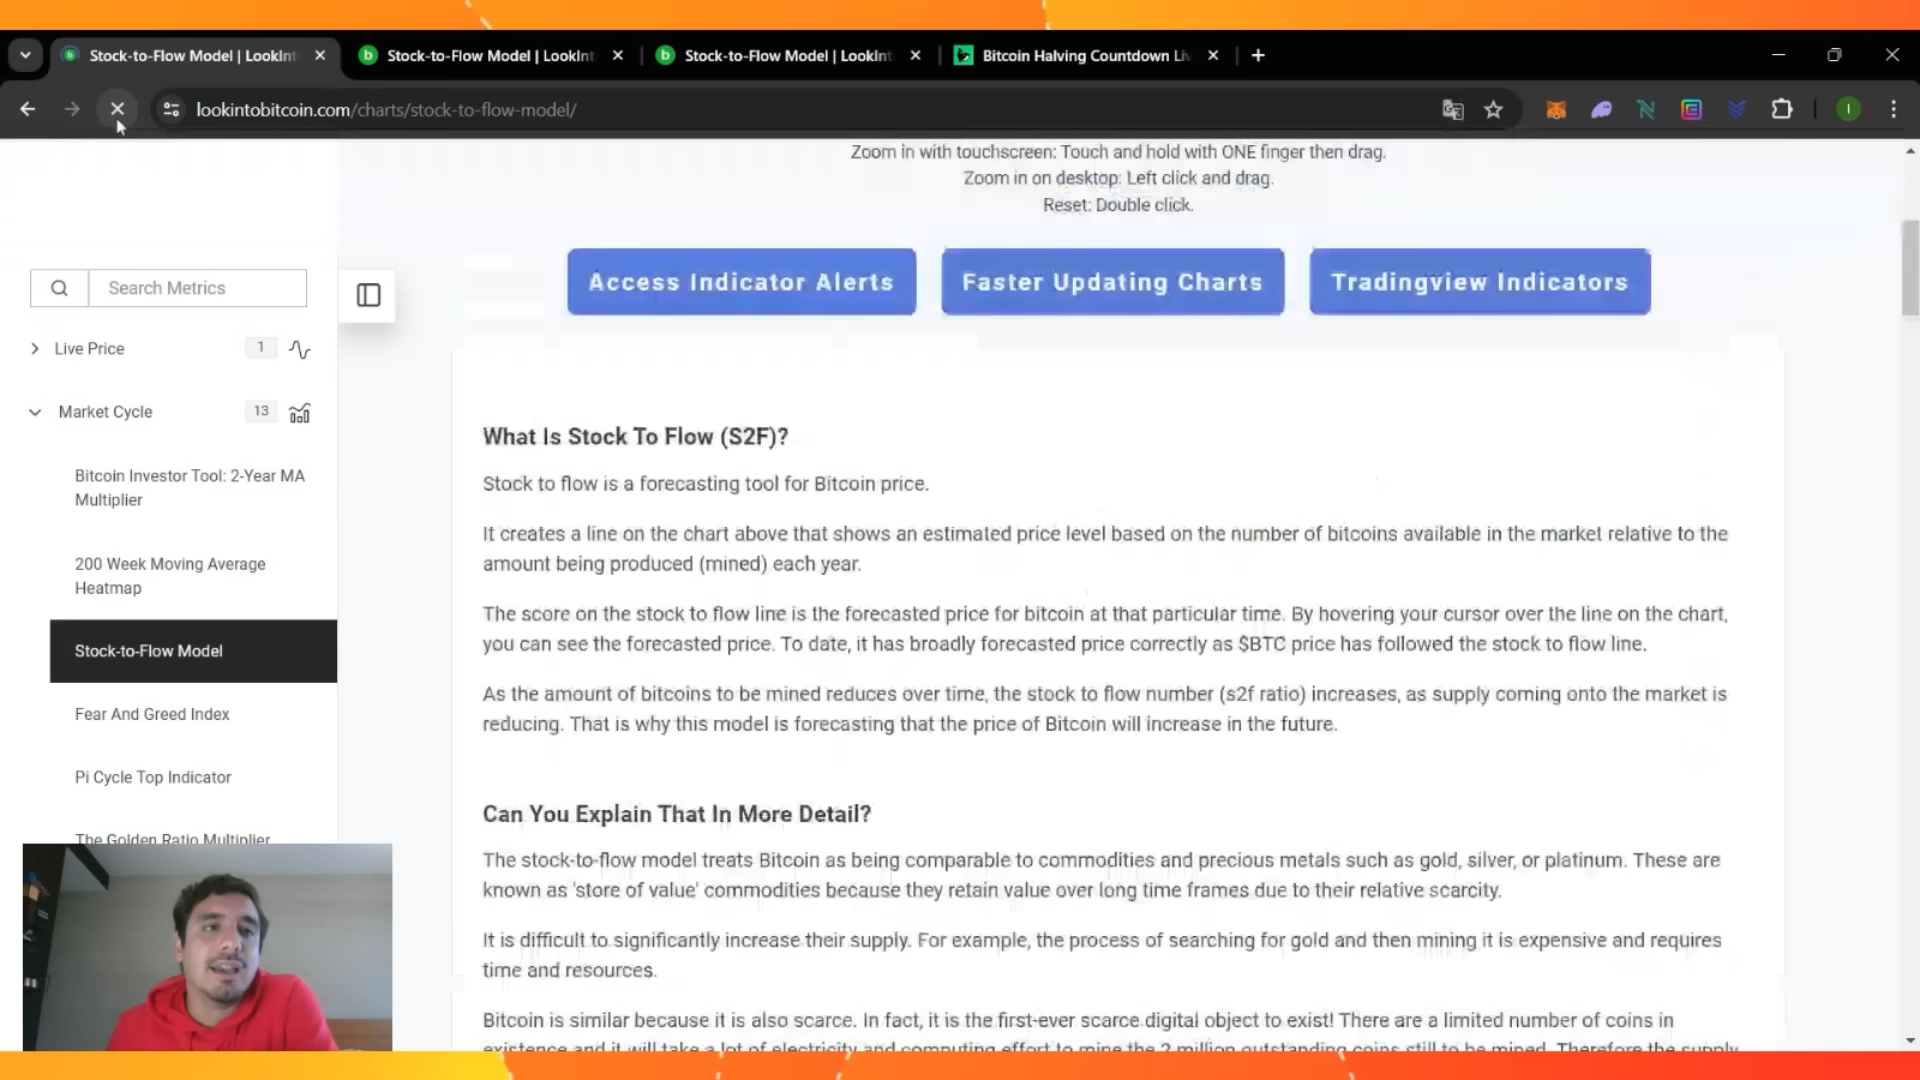 Stock-to-Flow Model | LookInt
Stock-to-Flow Model | LookInt
Stock-to-Flow Model | LookInt
Bitcoin Halving Countdown Liv
lookintobitcoin.com/charts/stock-to-flow-model/
I
Zoom in with touchscreen: Touch and hold with ONE finger then drag.
Zoom in on desktop: Left click and drag.
Reset: Double click.
Access Indicator Alerts
Faster Updating Charts
Tradingview Indicators
Search Metrics
Live Price
1
Market Cycle
13
Bitcoin Investor Tool: 2-Year MA
Multiplier
200 Week Moving Average
Heatmap
Stock-to-Flow Model
Fear And Greed Index
Pi Cycle Top Indicator
The Golden Ratio Multiplier
What Is Stock To Flow (S2F)?
Stock to flow is a forecasting tool for Bitcoin price.
It creates a line on the chart above that shows an estimated price level based on the number of bitcoins available in the market relative to the
amount being produced (mined) each year.
The score on the stock to flow line is the forecasted price for bitcoin at that particular time. By hovering your cursor over the line on the chart,
you can see the forecasted price. To date, it has broadly forecasted price correctly as $BTC price has followed the stock to flow line.
As the amount of bitcoins to be mined reduces over time, the stock to flow number (s2f ratio) increases, as supply coming onto the market is
reducing. That is why this model is forecasting that the price of Bitcoin will increase in the future.
Can You Explain That In More Detail?
The stock-to-flow model treats Bitcoin as being comparable to commodities and precious metals such as gold, silver, or platinum. These are
known as 'store of value' commodities because they retain value over long time frames due to their relative scarcity.
It is difficult to significantly increase their supply. For example, the process of searching for gold and then mining it is expensive and requires
time and resources.
Bitcoin is similar because it is also scarce. In fact, it is the first-ever scarce digital object to exist! There are a limited number of coins in
existence and it will take a lot of electricity and computing effort to mine the 2 million outstanding coins still to be mined. Therefore the supply